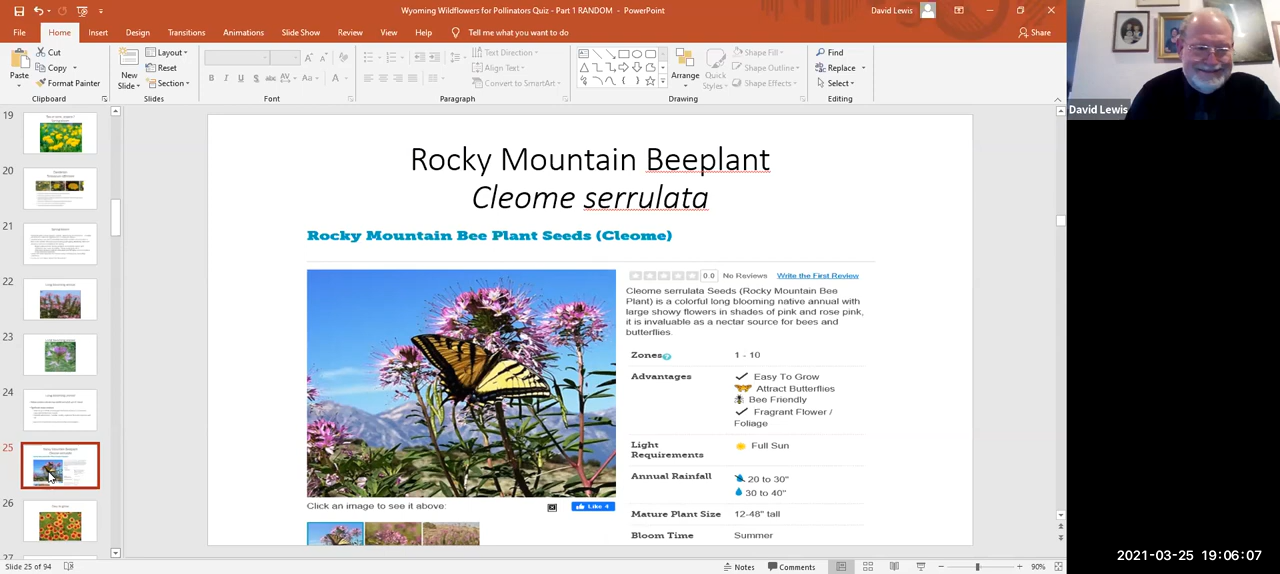 Wyoming Wildflowers for Pollinators Quiz - Part 1 RANDOM - PowerPoint
David Lewis
File
Home
Insert
Design
Transitions
Animations
Slide Show
Review
View
Help
Tell me what you want to do
Share
Paste
Cut
Copy
Format Painter
Clipboard
New
Slide
Layout
Reset
Section
Slides
Font
Text Direction
Align Text
Convert to SmartArt
Paragraph
Arrange
Quick
Styles
Shape Fill
Shape Outline
Shape Effects
Drawing
Find
Replace
Select
Editing
David Lewis
19
20
21
22
23
24
25
26
27
Rocky Mountain Beeplant
Cleome serrulata
Rocky Mountain Bee Plant Seeds (Cleome)
0.0 No Reviews Write the First Review
Cleome serrulata Seeds (Rocky Mountain Bee
Plant) is a colorful long blooming native annual with
large showy flowers in shades of pink and rose pink,
it is invaluable as a nectar source for bees and
butterflies.
Zones 1 - 10
Advantages Easy To Grow
Attract Butterflies
Bee Friendly
Fragrant Flower /
Foliage
Light Full Sun
Requirements
Annual Rainfall 20 to 30"
30 to 40"
Mature Plant Size 12-48" tall
Bloom Time Summer
Click an image to see it above:
Like 4
Slide 25 of 94
Notes
Comments
90%
2021-03-25 19:06:07